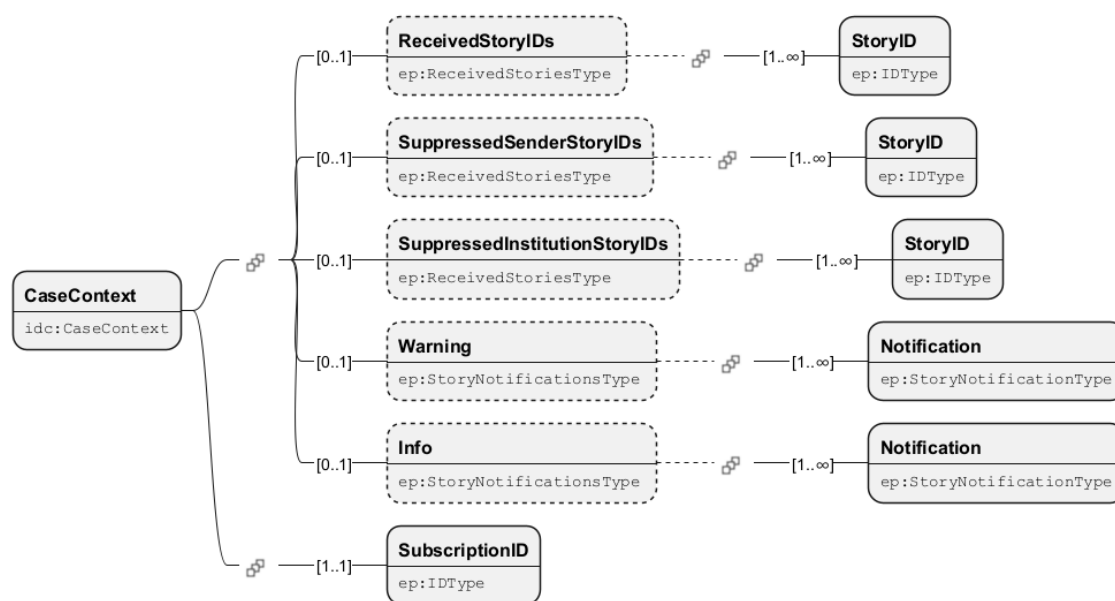 [0..1]
ReceivedStoryIDs
ep:ReceivedStoriesType
[1..∞]
StoryID
ep:IDType
[0..1]
SuppressedSenderStoryIDs
ep:ReceivedStoriesType
[1..∞]
StoryID
ep:IDType
[0..1]
SuppressedInstitutionStoryIDs
ep:ReceivedStoriesType
[1..∞]
StoryID
ep:IDType
CaseContext
idc:CaseContext
[0..1]
Warning
ep:StoryNotificationsType
[1..∞]
Notification
ep:StoryNotificationType
[0..1]
Info
ep:StoryNotificationsType
[1..∞]
Notification
ep:StoryNotificationType
[1..1]
SubscriptionID
ep:IDType